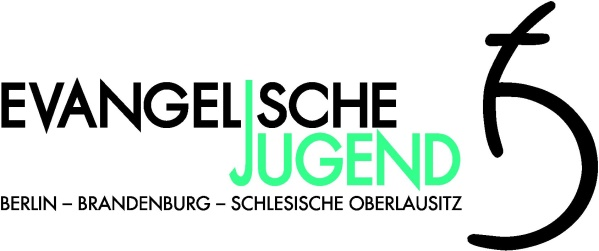 EVANGELISCHE
JUGEND
BERLIN – BRANDENBURG – SCHLESISCHE OBERLAUSITZ